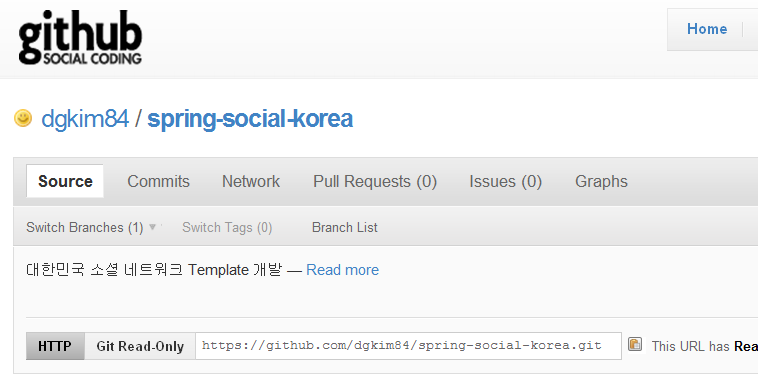 github
SOCIAL CODING
Home
dgkim84 / spring-social-korea
Source Commits Network Pull Requests (0) Issues (0) Graphs
Switch Branches (1) Switch Tags (0) Branch List
대한민국 소셜 네트워크 Template 개발 — Read more
HTTP Git Read-Only https://github.com/dgkim84/spring-social-korea.git This URL has Rea